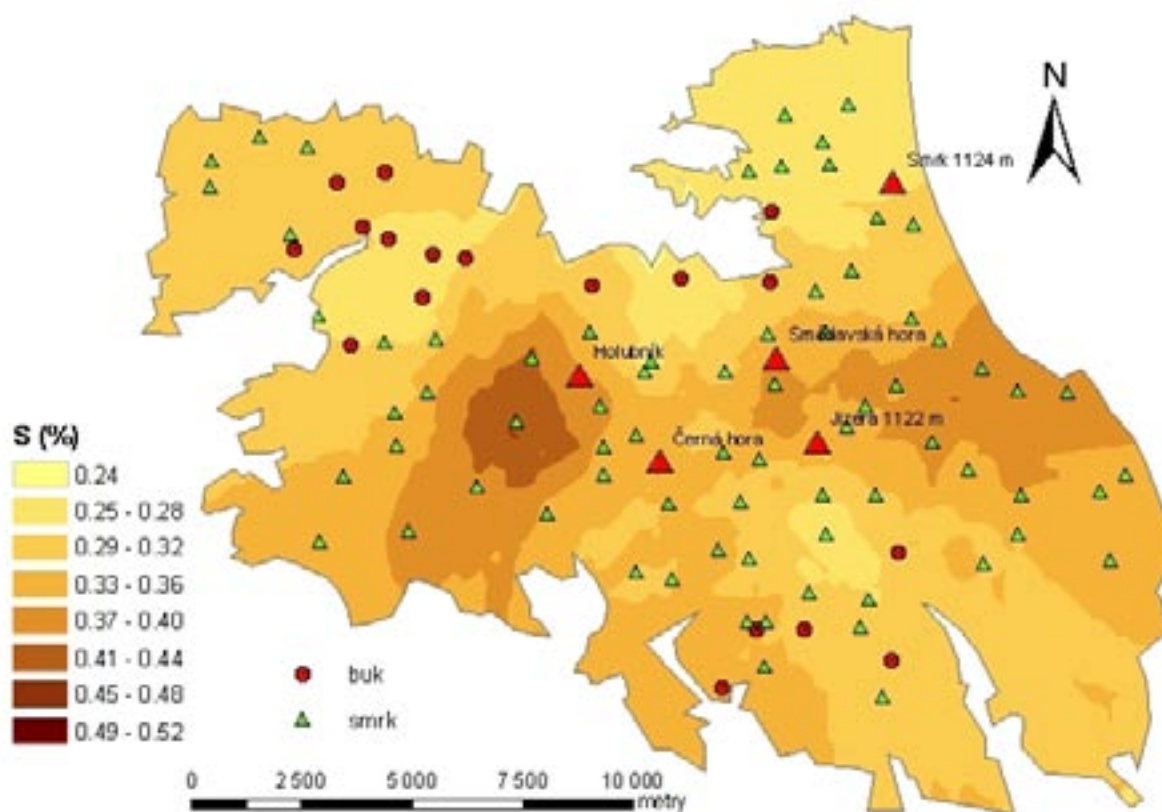 N
Smrk 1124 m
Smědavská hora
Holubník
Jizera 1122 m
Černá hora
S (%)
0.24
0.25 - 0.28
0.29 - 0.32
0.33 - 0.36
0.37 - 0.40
0.41 - 0.44
0.45 - 0.48
0.49 - 0.52
buk
smrk
0 2 500 5 000 7 500 10 000
metry